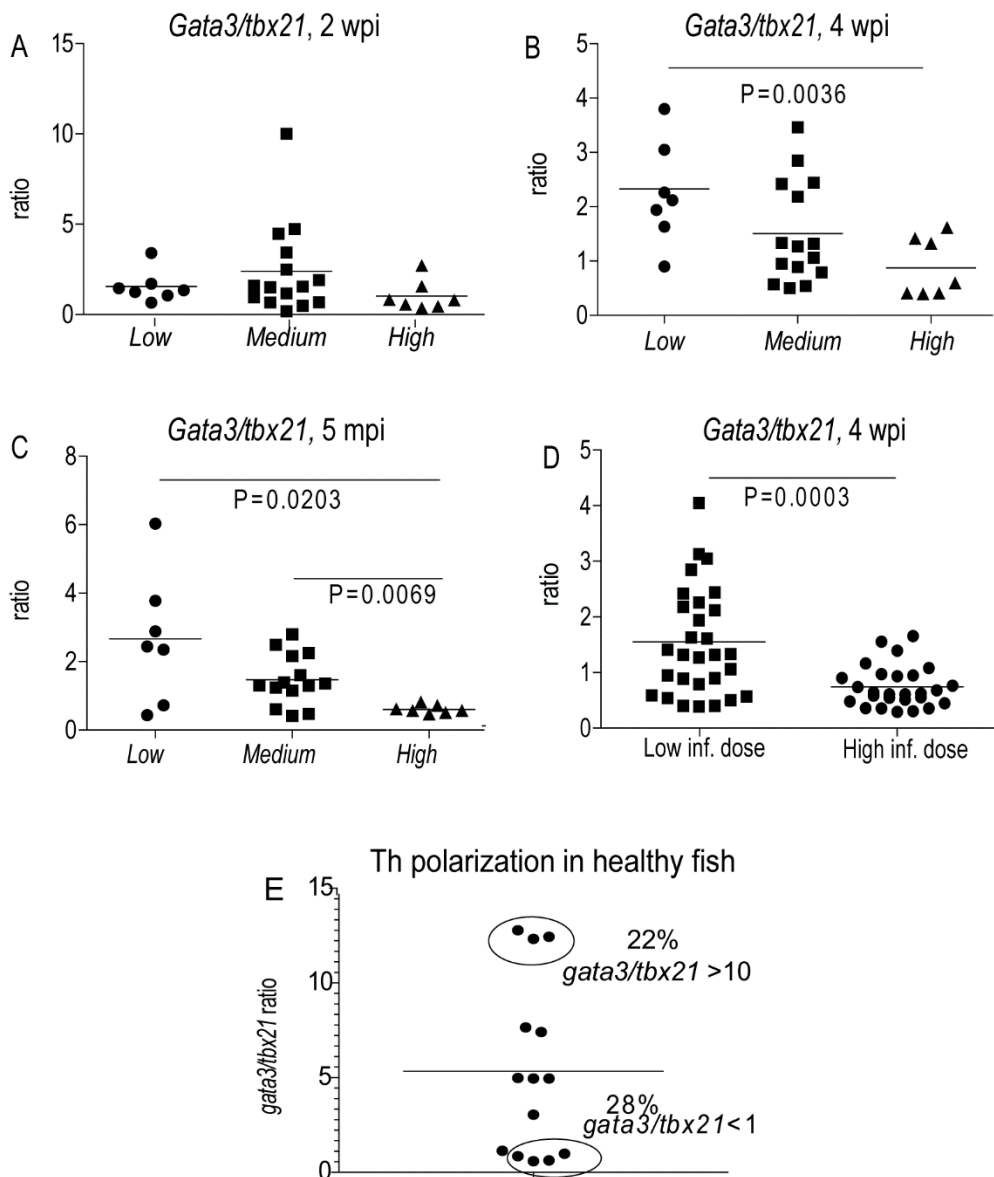 A
Gata3/tbx21, 2 wpi
15
10
5
0
ratio
Low
Medium
High
B
Gata3/tbx21, 4 wpi
P=0.0036
5
4
3
2
1
0
ratio
Low
Medium
High
C
Gata3/tbx21, 5 mpi
P=0.0203
P=0.0069
8
6
4
2
0
ratio
Low
Medium
High
D
Gata3/tbx21, 4 wpi
P=0.0003
5
4
3
2
1
0
ratio
Low inf. dose
High inf. dose
Th polarization in healthy fish
E
15
10
5
0
gata3/tbx21 ratio
22%
gata3/tbx21 >10
28%
gata3/tbx21<1